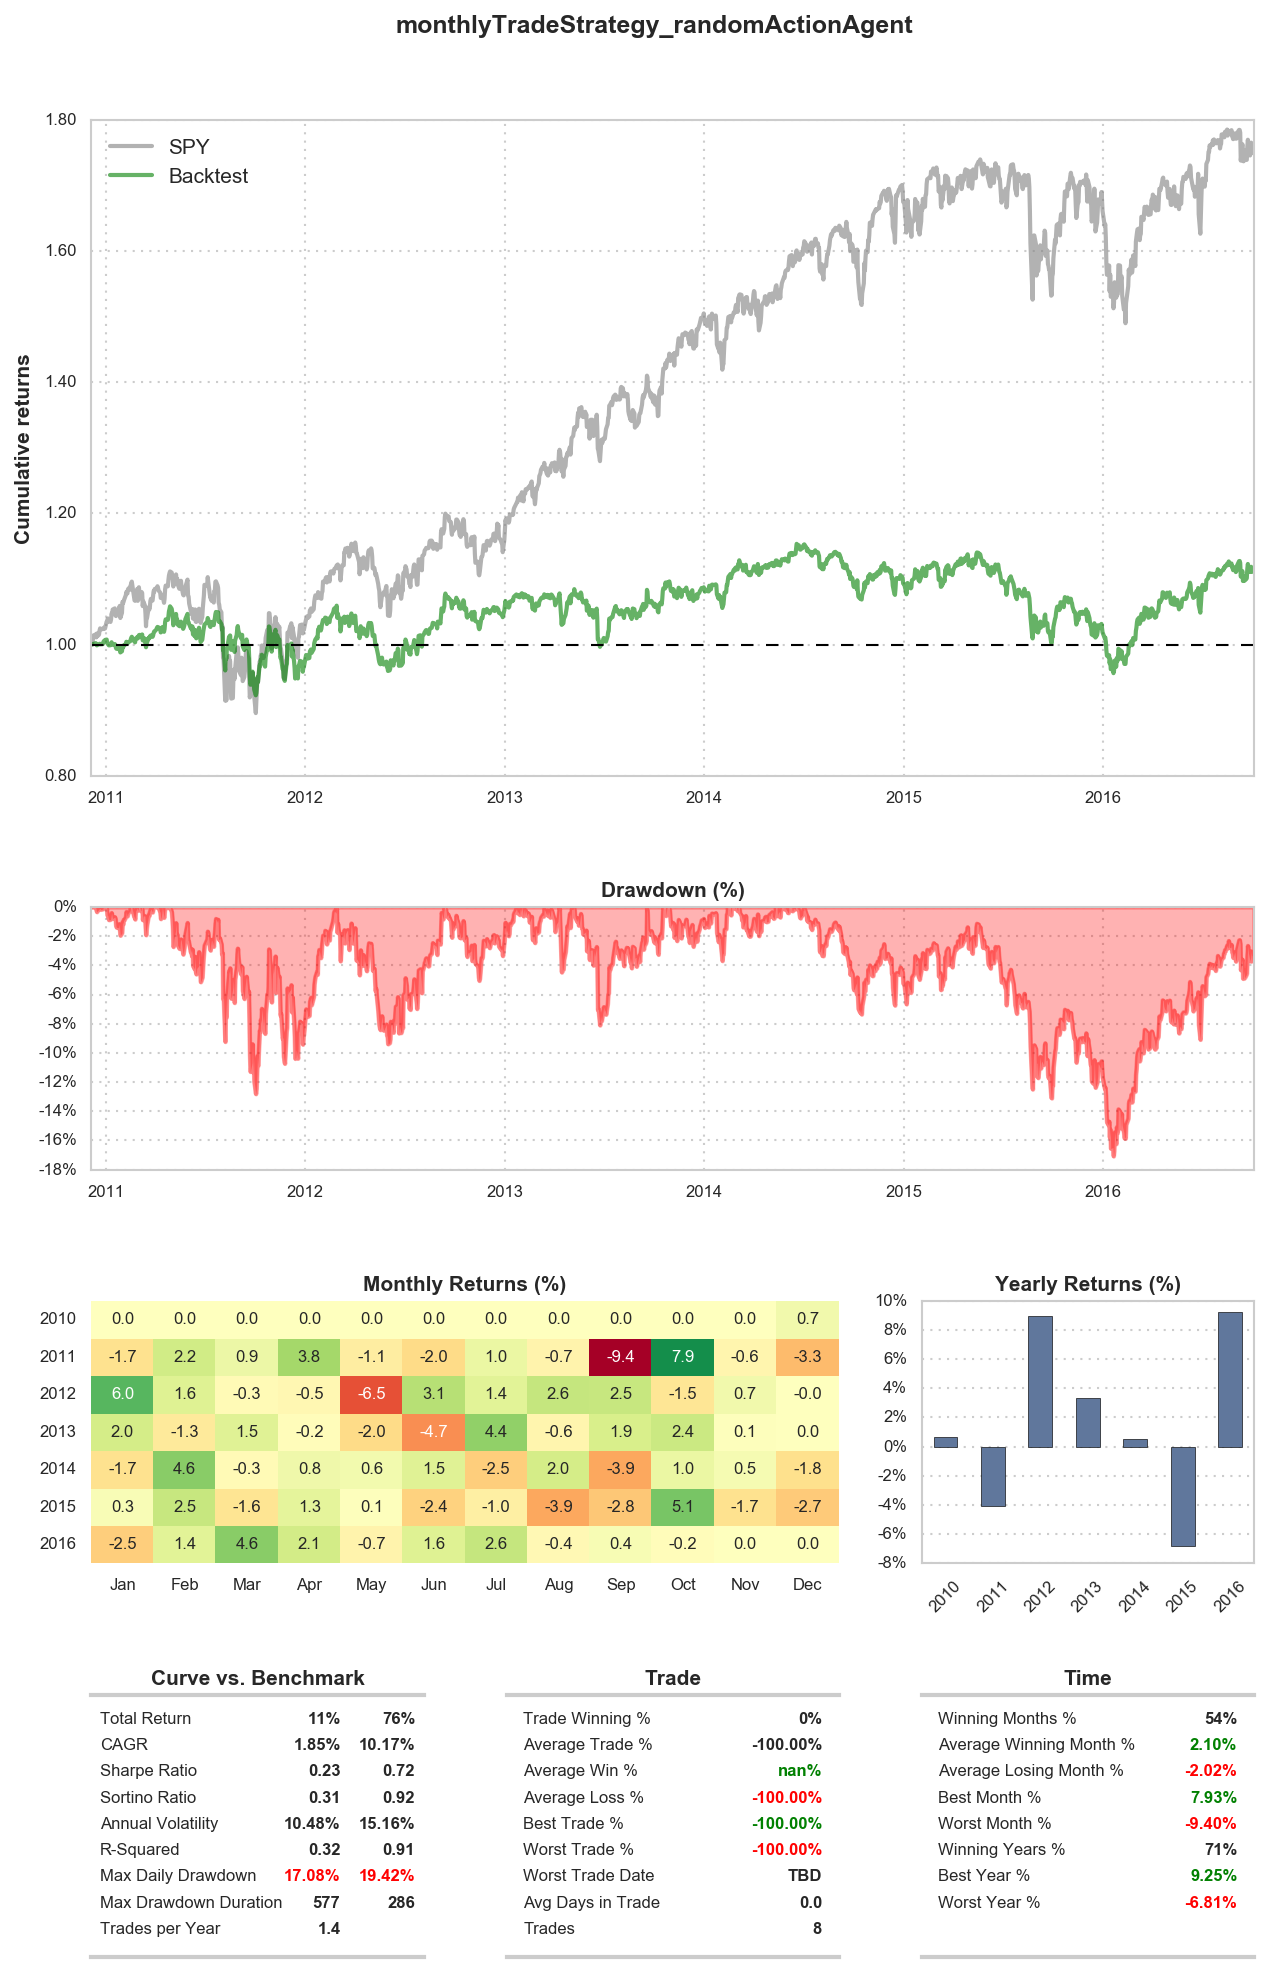 monthlyTradeStrategy_randomActionAgent
1.80
1.60
1.40
1.20
1.00
0.80
Cumulative returns
SPY
Backtest
2011 2012 2013 2014 2015 2016
Drawdown (%)
0%
-2%
-4%
-6%
-8%
-10%
-12%
-14%
-16%
-18%
2011 2012 2013 2014 2015 2016
Monthly Returns (%)
2010 0.0 0.0 0.0 0.0 0.0 0.0 0.0 0.0 0.0 0.0 0.0 0.7
2011 -1.7 2.2 0.9 3.8 -1.1 -2.0 1.0 -0.7 -9.4 7.9 -0.6 -3.3
2012 6.0 1.6 -0.3 -0.5 -6.5 3.1 1.4 2.6 2.5 -1.5 0.7 -0.0
2013 2.0 -1.3 1.5 -0.2 -2.0 -4.7 4.4 -0.6 1.9 2.4 0.1 0.0
2014 -1.7 4.6 -0.3 0.8 0.6 1.5 -2.5 2.0 -3.9 1.0 0.5 -1.8
2015 0.3 2.5 -1.6 1.3 0.1 -2.4 -1.0 -3.9 -2.8 5.1 -1.7 -2.7
2016 -2.5 1.4 4.6 2.1 -0.7 1.6 2.6 -0.4 0.4 -0.2 0.0 0.0
Jan Feb Mar Apr May Jun Jul Aug Sep Oct Nov Dec
Yearly Returns (%)
10%
8%
6%
4%
2%
0%
-2%
-4%
-6%
-8%
2010 2011 2012 2013 2014 2015 2016
Curve vs. Benchmark
Total Return 11% 76%
CAGR 1.85% 10.17%
Sharpe Ratio 0.23 0.72
Sortino Ratio 0.31 0.92
Annual Volatility 10.48% 15.16%
R-Squared 0.32 0.91
Max Daily Drawdown 17.08% 19.42%
Max Drawdown Duration 577 286
Trades per Year 1.4
Trade
Trade Winning % 0%
Average Trade % -100.00%
Average Win % nan%
Average Loss % -100.00%
Best Trade % -100.00%
Worst Trade % -100.00%
Worst Trade Date TBD
Avg Days in Trade 0.0
Trades 8
Time
Winning Months % 54%
Average Winning Month % 2.10%
Average Losing Month % -2.02%
Best Month % 7.93%
Worst Month % -9.40%
Winning Years % 71%
Best Year % 9.25%
Worst Year % -6.81%